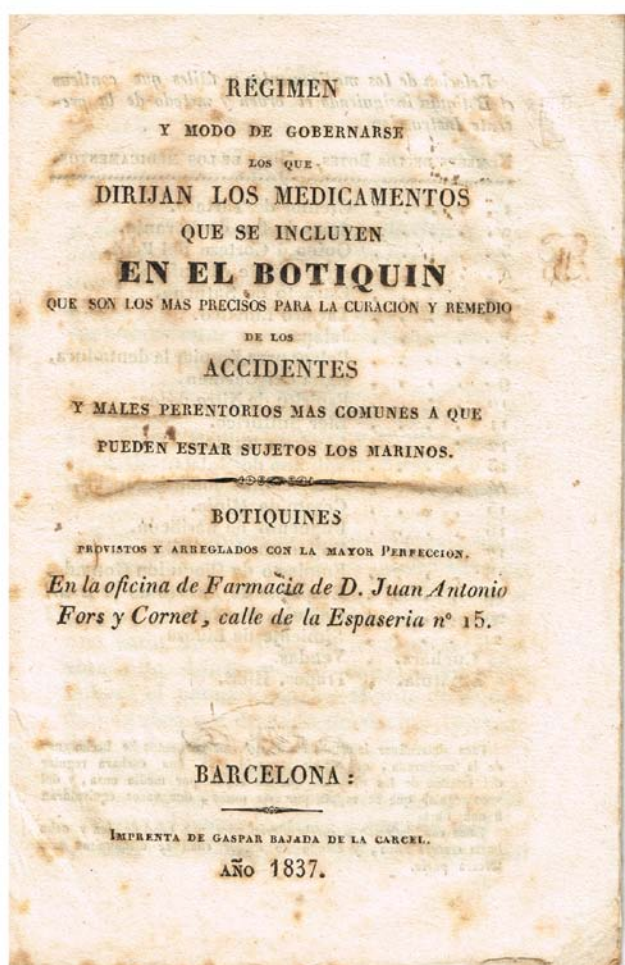 RÉGIMEN
Y MODO DE GOBERNARSE
LOS QUE
DIRIJAN LOS MEDICAMENTOS
QUE SE INCLUYEN
EN EL BOTIQUIN
QUE SON LOS MAS PRECISOS PARA LA CURACION Y REMEDIO
DE LOS
ACCIDENTES
Y MALES PERENTORIOS MAS COMUNES A QUE
PUEDEN ESTAR SUJETOS LOS MARINOS.
BOTIQUINES
PROVISTOS Y ARREGLADOS CON LA MAYOR PERFECCION.
En la oficina de Farmacia de D. Juan Antonio
Fors y Cornet, calle de la Espaseria nº 15.
BARCELONA:
IMPRENTA DE GASPAR BAJADA DE LA CARCEL.
AÑO 1837.